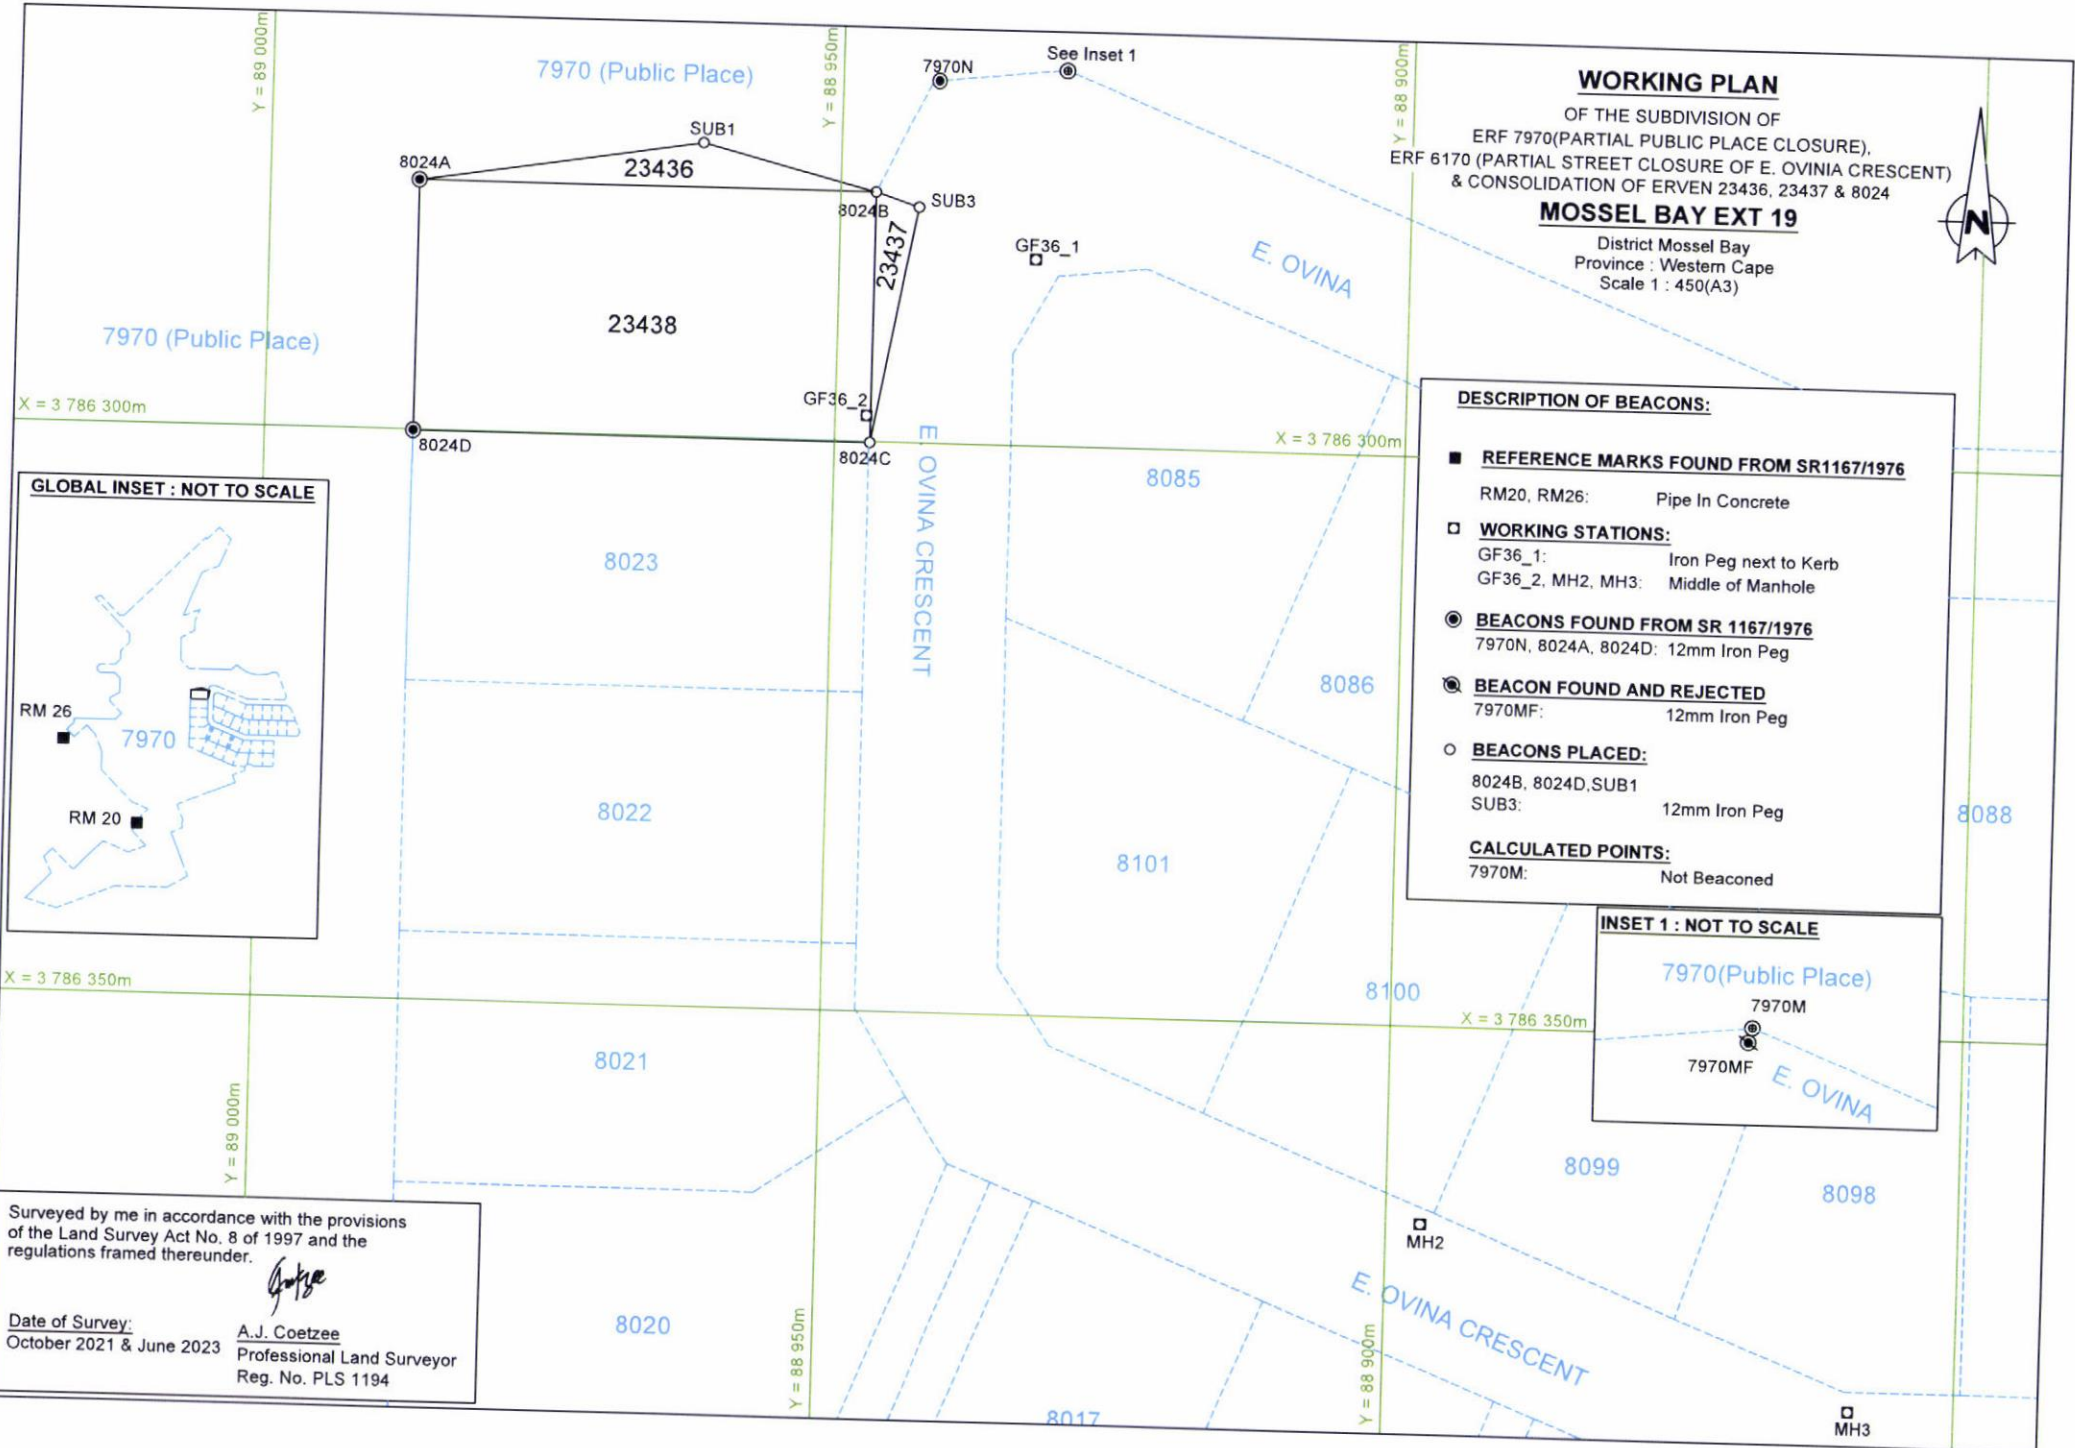 WORKING PLAN
OF THE SUBDIVISION OF
ERF 7970(PARTIAL PUBLIC PLACE CLOSURE),
ERF 6170 (PARTIAL STREET CLOSURE OF E. OVINIA CRESCENT)
& CONSOLIDATION OF ERVEN 23436, 23437 & 8024
MOSSEL BAY EXT 19
District Mossel Bay
Province : Western Cape
Scale 1 : 450(A3)
N
Y = 89 000m
Y = 88 950m
Y = 88 900m
7970 (Public Place)
7970N
See Inset 1
SUB1
8024A
23436
8024B
SUB3
23437
GF36_1
E. OVINA
7970 (Public Place)
23438
GF36_2
X = 3 786 300m
X = 3 786 300m
8024D
8024C
E. OVINA CRESCENT
8085
8023
8086
8022
8101
8088
8100
X = 3 786 350m
X = 3 786 350m
8021
8099
8098
MH2
E. OVINA CRESCENT
8020
8017
MH3
Y = 89 000m
Y = 88 950m
Y = 88 900m
GLOBAL INSET : NOT TO SCALE
RM 26
7970
RM 20
DESCRIPTION OF BEACONS:
REFERENCE MARKS FOUND FROM SR1167/1976
RM20, RM26: Pipe In Concrete
WORKING STATIONS:
GF36_1: Iron Peg next to Kerb
GF36_2, MH2, MH3: Middle of Manhole
BEACONS FOUND FROM SR 1167/1976
7970N, 8024A, 8024D: 12mm Iron Peg
BEACON FOUND AND REJECTED
7970MF: 12mm Iron Peg
BEACONS PLACED:
8024B, 8024D,SUB1
SUB3: 12mm Iron Peg
CALCULATED POINTS:
7970M: Not Beaconed
INSET 1 : NOT TO SCALE
7970(Public Place)
7970M
7970MF
E. OVINA
Surveyed by me in accordance with the provisions
of the Land Survey Act No. 8 of 1997 and the
regulations framed thereunder.
Date of Survey:
October 2021 & June 2023
A.J. Coetzee
Professional Land Surveyor
Reg. No. PLS 1194